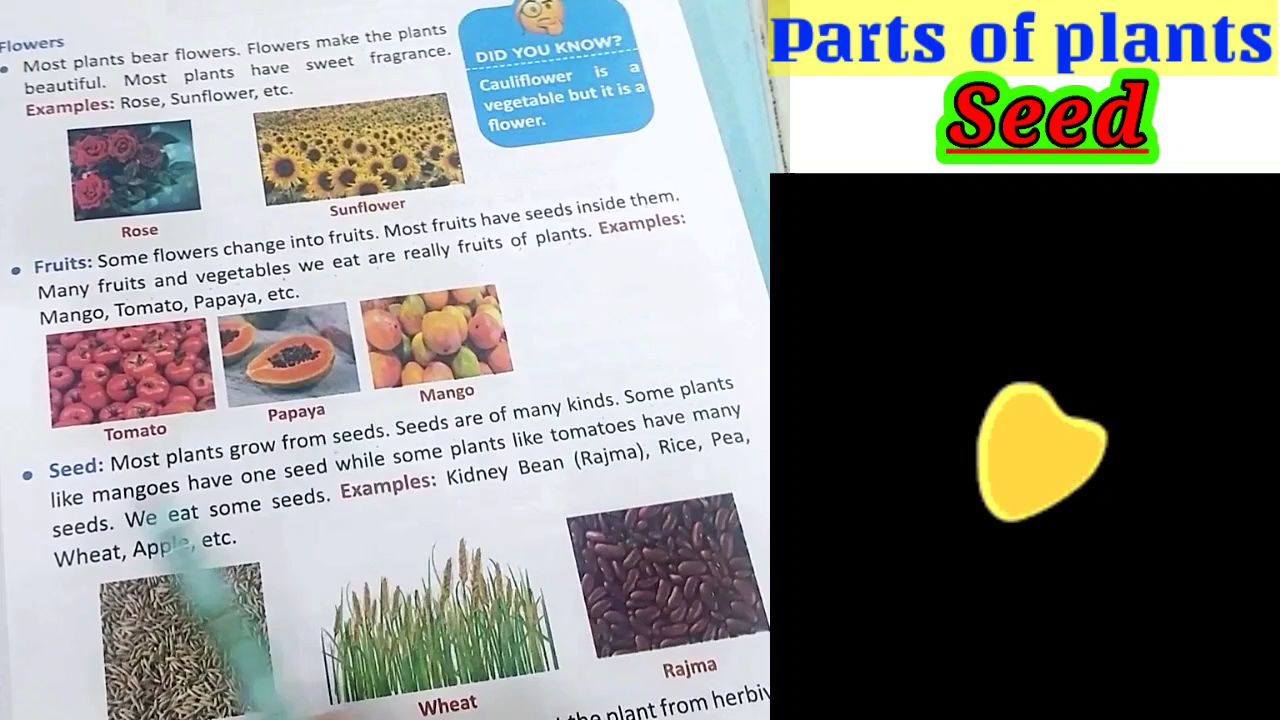 Flowers
Most plants bear flowers. Flowers make the plants
beautiful. Most plants have sweet fragrance.
Examples: Rose, Sunflower, etc.
DID YOU KNOW?
Cauliflower is a
vegetable but it is a
flower.
Rose
Sunflower
Fruits: Some flowers change into fruits. Most fruits have seeds inside them.
Many fruits and vegetables we eat are really fruits of plants. Examples:
Mango, Tomato, Papaya, etc.
Tomato
Papaya
Mango
Seed: Most plants grow from seeds. Seeds are of many kinds. Some plants
like mangoes have one seed while some plants like tomatoes have many
seeds. We eat some seeds. Examples: Kidney Bean (Rajma), Rice, Pea,
Wheat, Apple, etc.
Wheat
Rajma
the plant from
Parts of plants
Seed